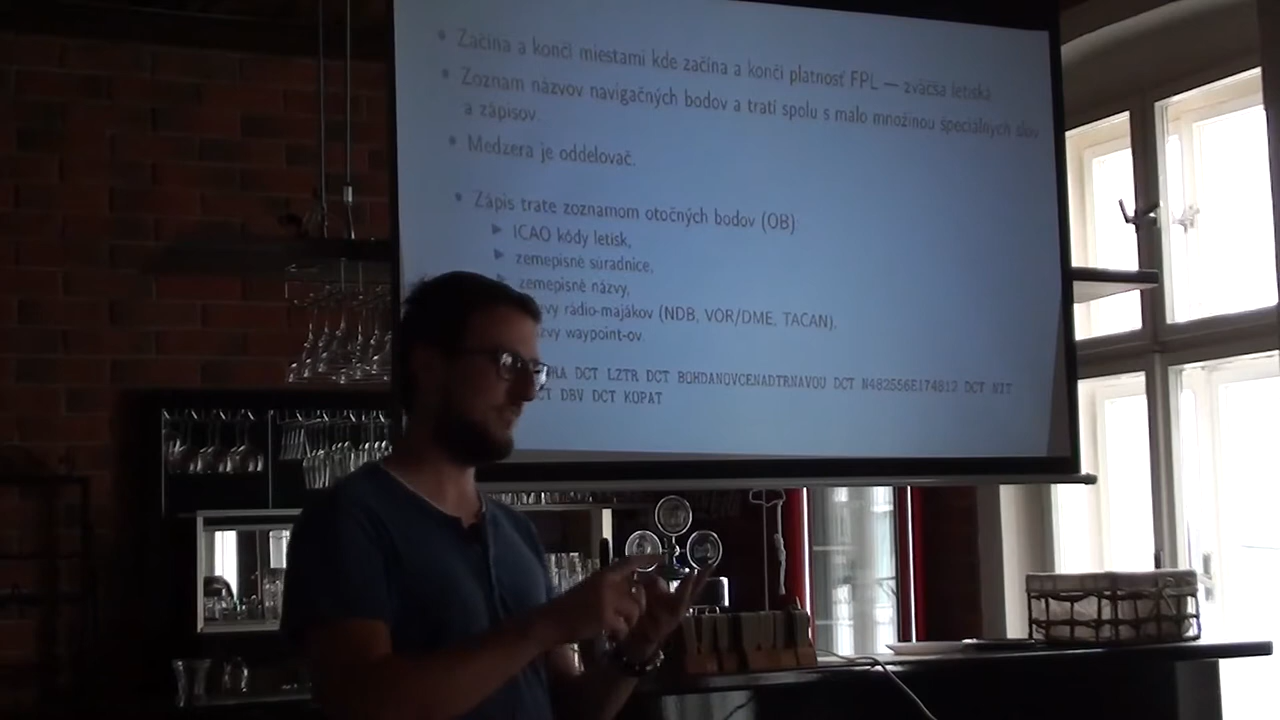 Začína a končí miestami kde začína a končí platnosť FPL — zväčša letiská
Zoznam názvov navigačných bodov a tratí spolu s malo množinou špeciálnych slov
a zápisov.
Medzera je oddelovač.
Zápis trate zoznamom otočných bodov (OB)
ICAO kódy letisk,
zemepisné súradnice,
zemepisné názvy,
rádio-majákov (NDB, VOR/DME, TACAN),
waypoint-ov
DCT LZTR DCT BOHDANOVCENADTRNAVOU DCT N482556E174812 DCT NIT
DBV DCT KOPAT